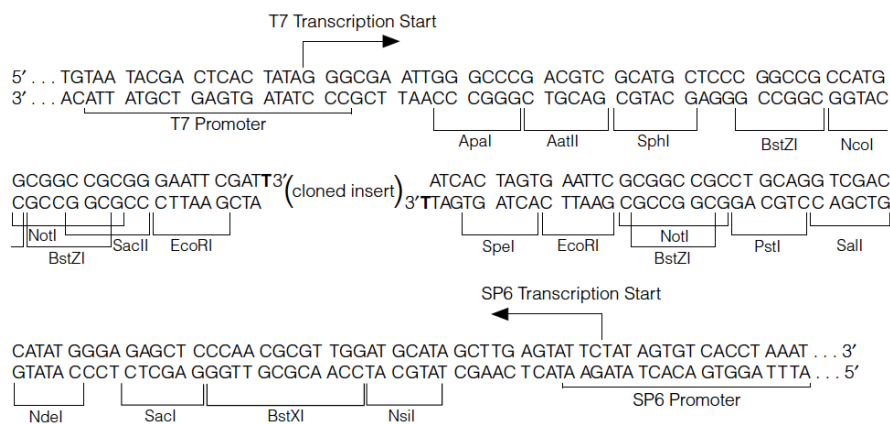 T7 Transcription Start
5′ . . . TGTAA TACGA CTCAC TATAG GGCGA ATTGG GCCCG ACGTC GCATG CTCCC GGCCG CCATG
3′ . . . ACATT ATGCT GAGTG ATATC CCGCT TAACC CGGGC TGCAG CGTAC GAGGG CCGGC GGTAC
T7 Promoter
ApaI AatII SphI BstZI NcoI
GCGGC CGCGG GAATT CGATT3′ (cloned insert) ATCAC TAGTG AATTC GCGGC CGCCT GCAGG TCGAC
CGCCG GCGCC CTTAA GCTA 3′TTAGTG ATCAC TTAAG CGCCG GCGGA CGTCC AGCTG
NotI SacII EcoRI SpeI EcoRI NotI PstI SalI
BstZI BstZI
SP6 Transcription Start
CATAT GGGA GAGCTC CCAA CGCGT TGGAT GCATA GCTTG AGTAT TCTAT AGTGT CACCT AAAT . . . 3′
GTATA CCCT CTCGAG GGTT GCGCA ACCTA CGTAT CGAAC TCATA AGATA TCACA GTGGA TTTA . . . 5′
NdeI SacI BstXI NsiI SP6 Promoter